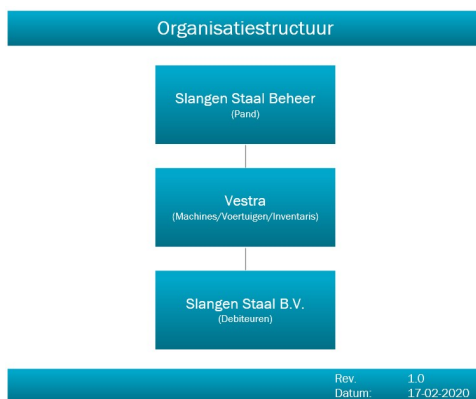 Organisatiestructuur
Slangen Staal Beheer
(Pand)
Vestra
(Machines/Voertuigen/Inventaris)
Slangen Staal B.V.
(Debiteuren)
Rev. 1.0
Datum: 17-02-2020